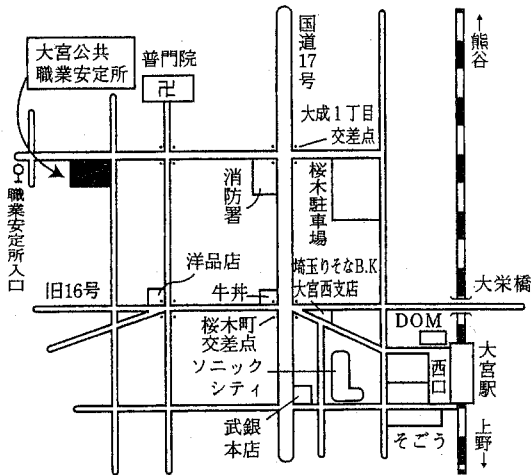 大宮公共
職業安定所
普門院
卍
国道17号
大成1丁目
交差点
←熊谷
職業安定所入口
消防署
桜木駐車場
洋品店
牛丼
埼玉りそなB.K
大宮西支店
大栄橋
旧16号
桜木町
交差点
DOM
ソニック
シティ
西口
大宮駅
武銀
本店
そごう
上野→